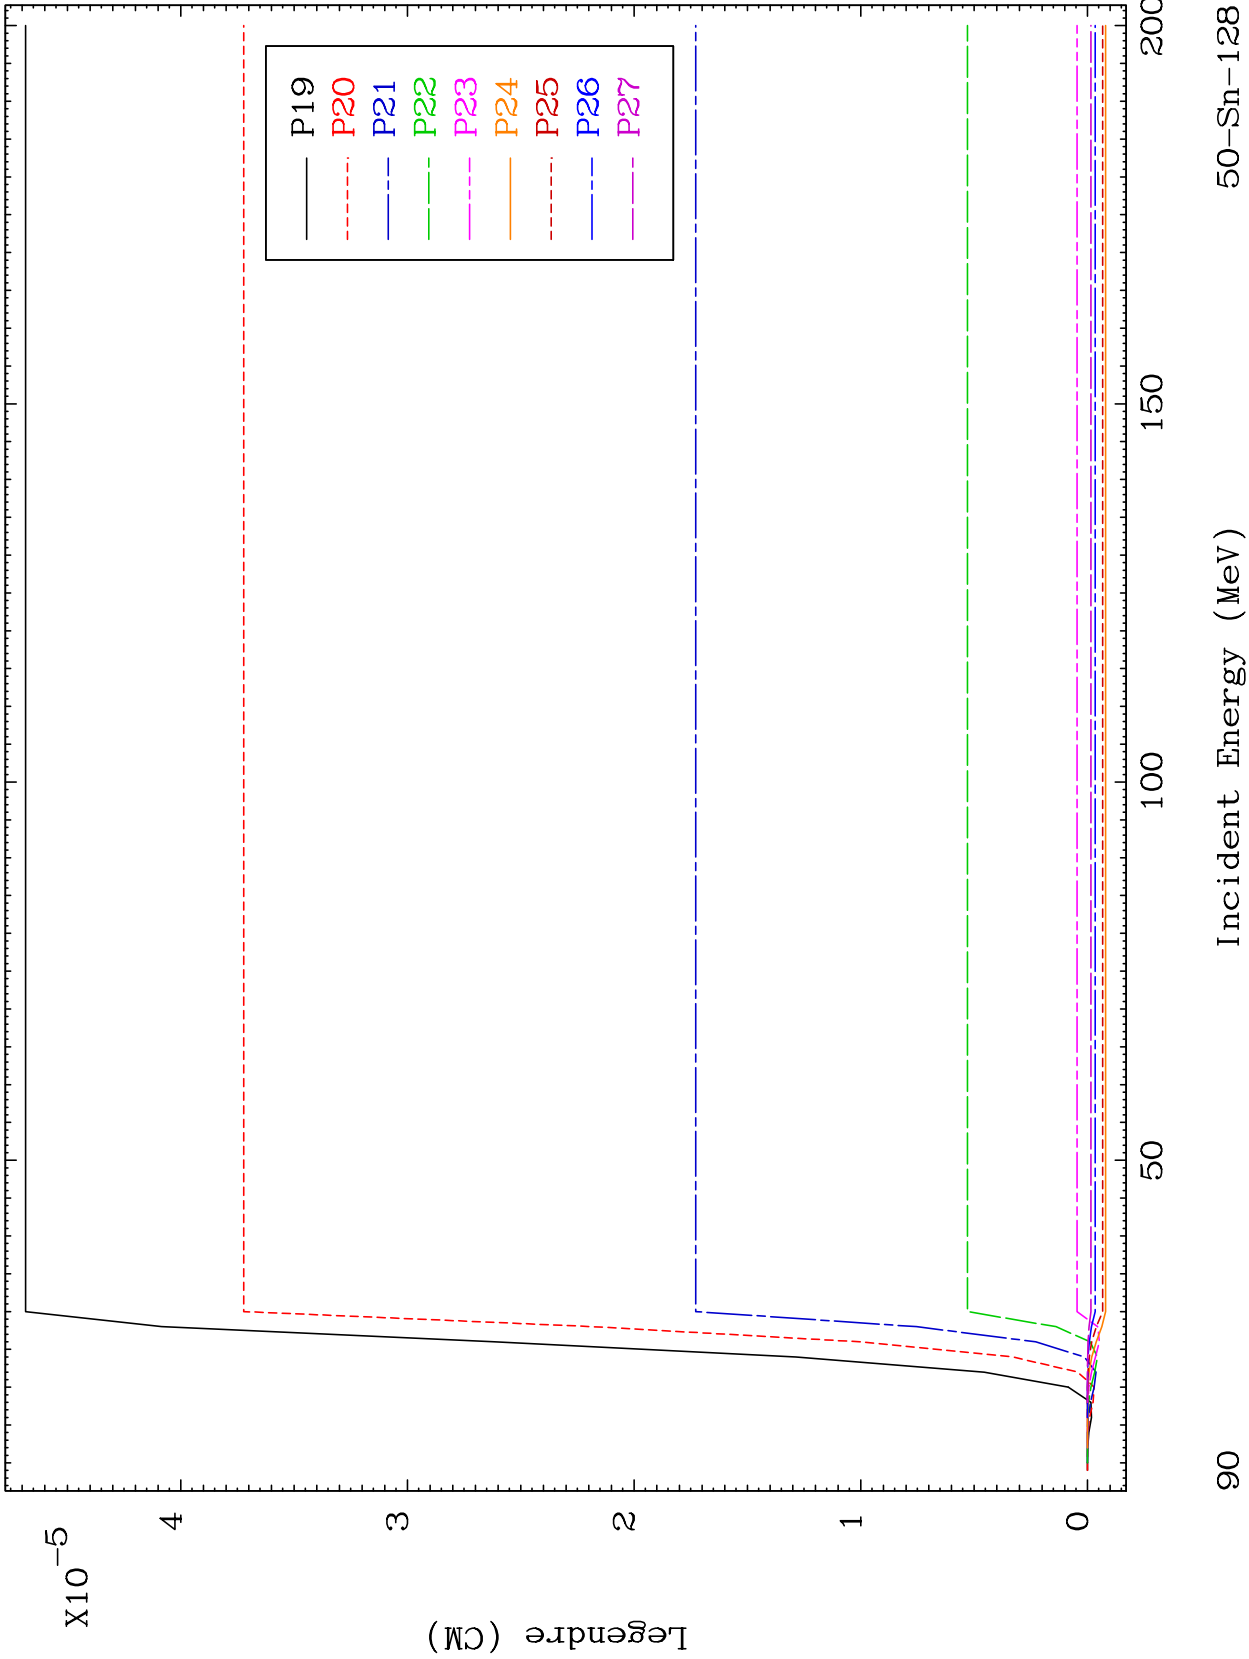 X10-5
Legendre (CM)
4
3
2
1
0
P19
P20
P21
P22
P23
P24
P25
P26
P27
50
100
150
200
Incident Energy (MeV)
90
50-Sn-128